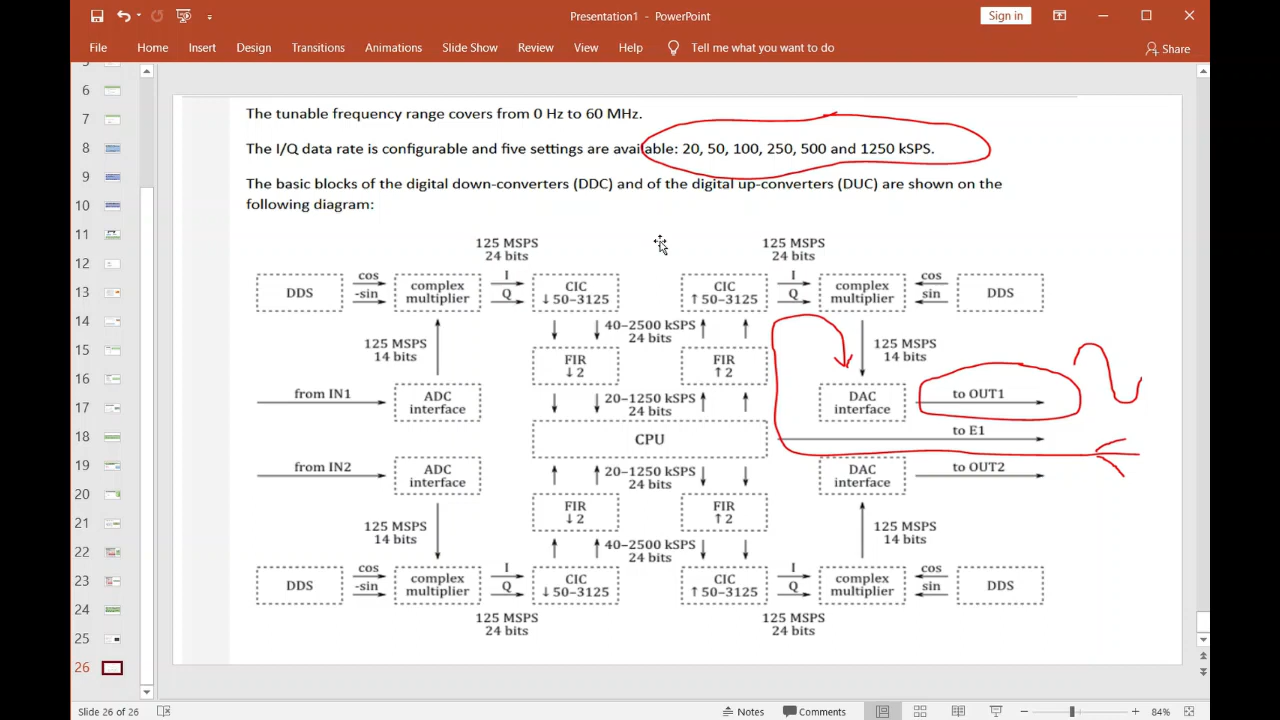 Presentation1 - PowerPoint
Sign in
File Home Insert Design Transitions Animations Slide Show Review View Help Tell me what you want to do Share
6
7
8
9
10
11
12
13
14
15
16
17
18
19
20
21
22
23
24
25
26
The tunable frequency range covers from 0 Hz to 60 MHz.
The I/Q data rate is configurable and five settings are available: 20, 50, 100, 250, 500 and 1250 kSPS.
The basic blocks of the digital down-converters (DDC) and of the digital up-converters (DUC) are shown on the
following diagram:
125 MSPS 125 MSPS
24 bits 24 bits
cos I I cos
DDS complex CIC CIC complex DDS
-sin multiplier Q ↓ 50–3125 ↑ 50–3125 Q multiplier sin
40–2500 kSPS
24 bits
125 MSPS 125 MSPS
14 bits 14 bits
FIR FIR
↓ 2 ↑ 2
from IN1 ADC 20–1250 kSPS DAC to OUT1
interface 24 bits interface
CPU to E1
from IN2 ADC 20–1250 kSPS DAC to OUT2
interface 24 bits interface
FIR FIR
↓ 2 ↑ 2
125 MSPS 125 MSPS
14 bits 14 bits
40–2500 kSPS
24 bits
cos I I cos
DDS complex CIC CIC complex DDS
-sin multiplier Q ↓ 50–3125 ↑ 50–3125 Q multiplier sin
125 MSPS 125 MSPS
24 bits 24 bits
Slide 26 of 26 Notes Comments 84%